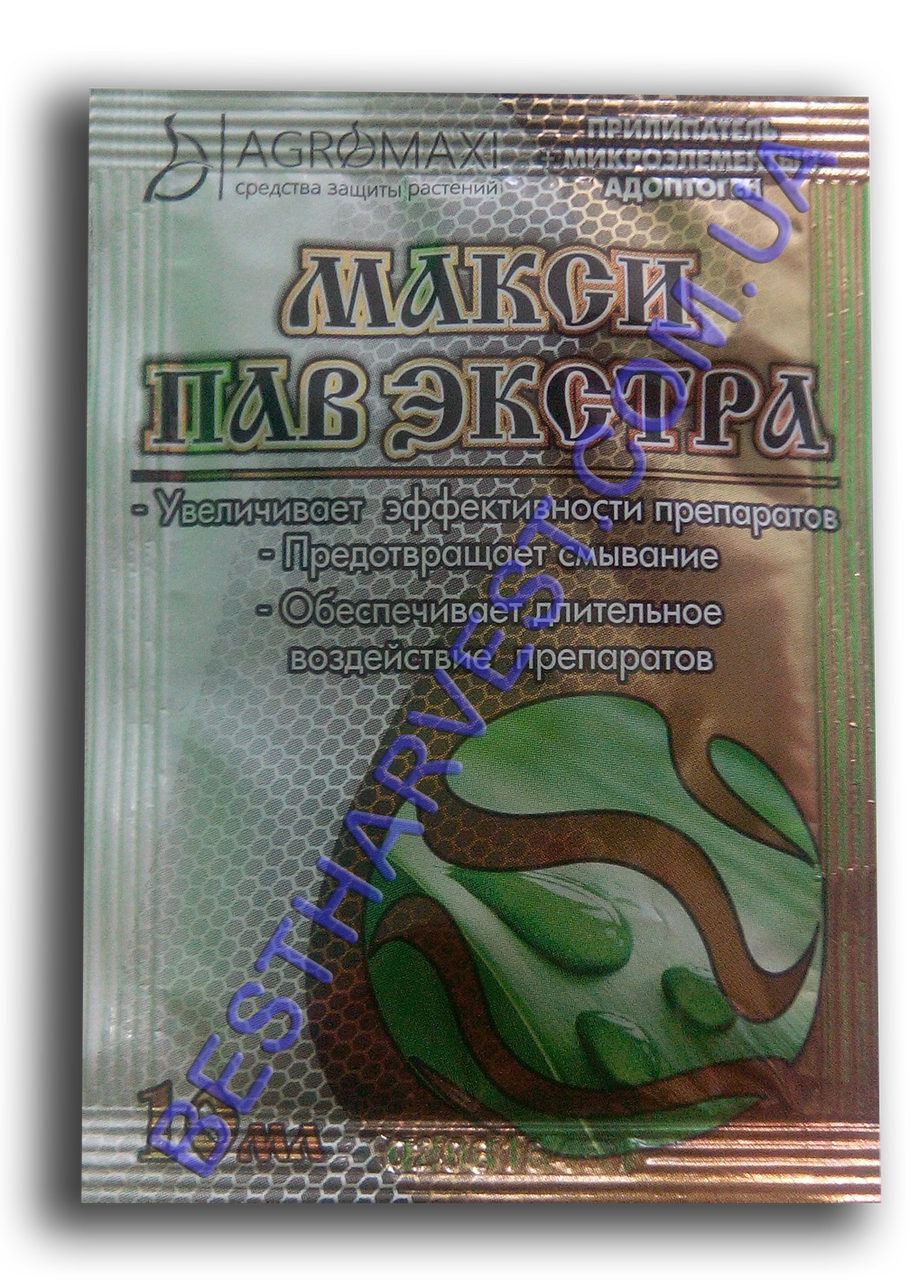 AGROMAXI
средства защиты растений
ПРИЛИПАТЕЛЬ
АДОПТОГЕН
МАКСИ
ПАВ ЭКСТРА
- Увеличивает эффективности препаратов
- Предотвращает смывание
- Обеспечивает длительное
воздействие препаратов
мл
BESTHARVEST.COM.UA